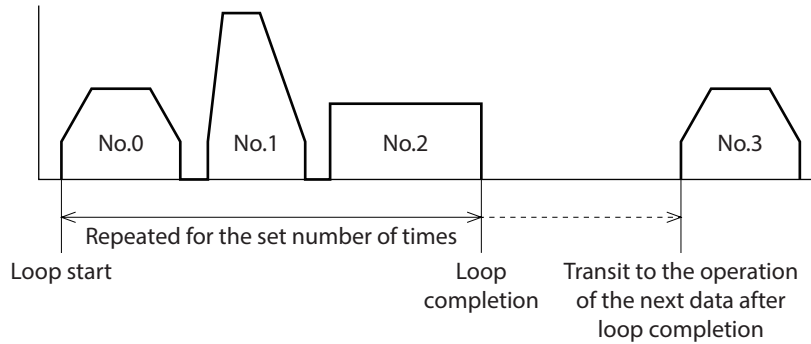 No.0
No.1
No.2
No.3
Repeated for the set number of times
Loop start
Loop
completion
Transit to the operation
of the next data after
loop completion